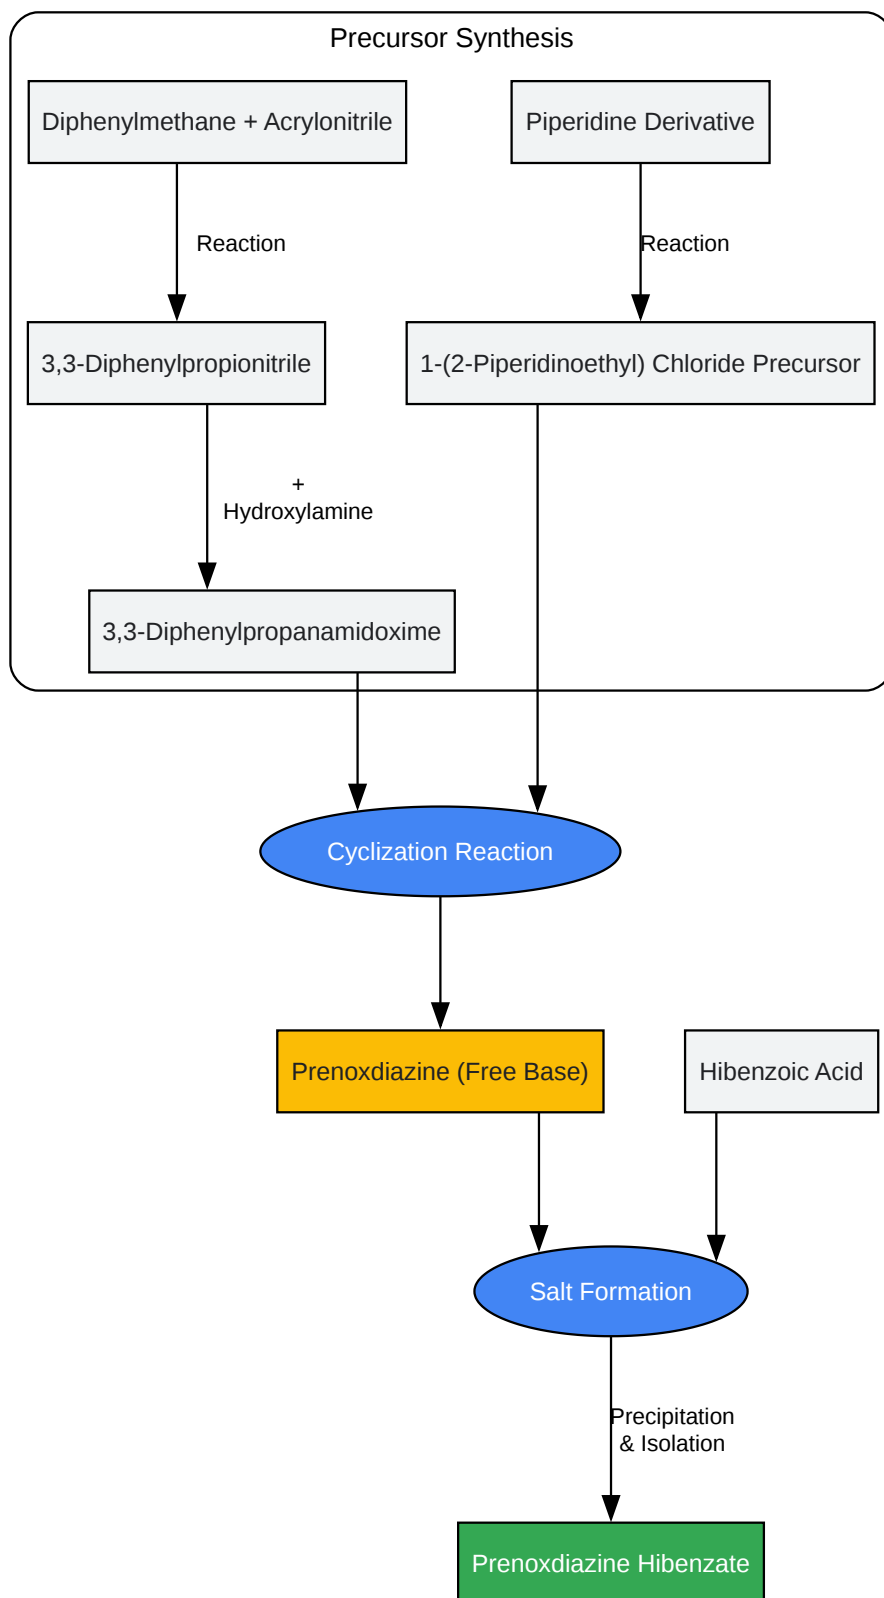 Precursor Synthesis
Diphenylmethane + Acrylonitrile
Piperidine Derivative
Reaction
Reaction
3,3-Diphenylpropionitrile
1-(2-Piperidinoethyl) Chloride Precursor
+
Hydroxylamine
3,3-Diphenylpropanamidoxime
Cyclization Reaction
Prenoxdiazine (Free Base)
Hibenzoic Acid
Salt Formation
Precipitation
& Isolation
Prenoxdiazine Hibenzate